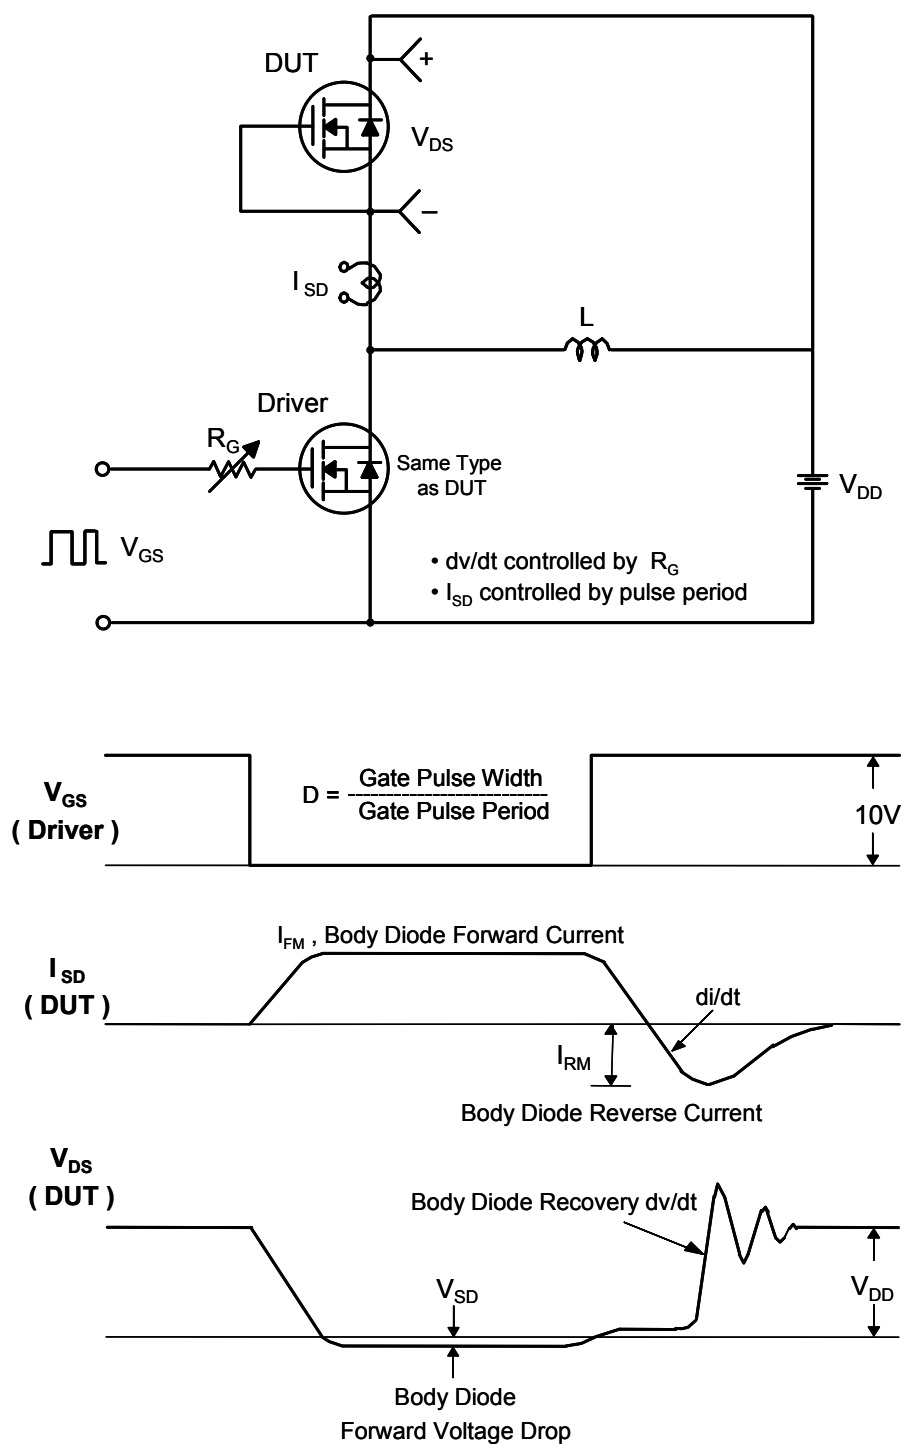 DUT
+
V_DS
−
I_SD
L
Driver
R_G
Same Type
as DUT
V_DD
V_GS
• dv/dt controlled by R_G
• I_SD controlled by pulse period
V_GS
( Driver )
D = Gate Pulse Width
--------------------------
Gate Pulse Period
10V
I_FM , Body Diode Forward Current
I_SD
( DUT )
di/dt
I_RM
Body Diode Reverse Current
V_DS
( DUT )
Body Diode Recovery dv/dt
V_SD
V_DD
Body Diode
Forward Voltage Drop